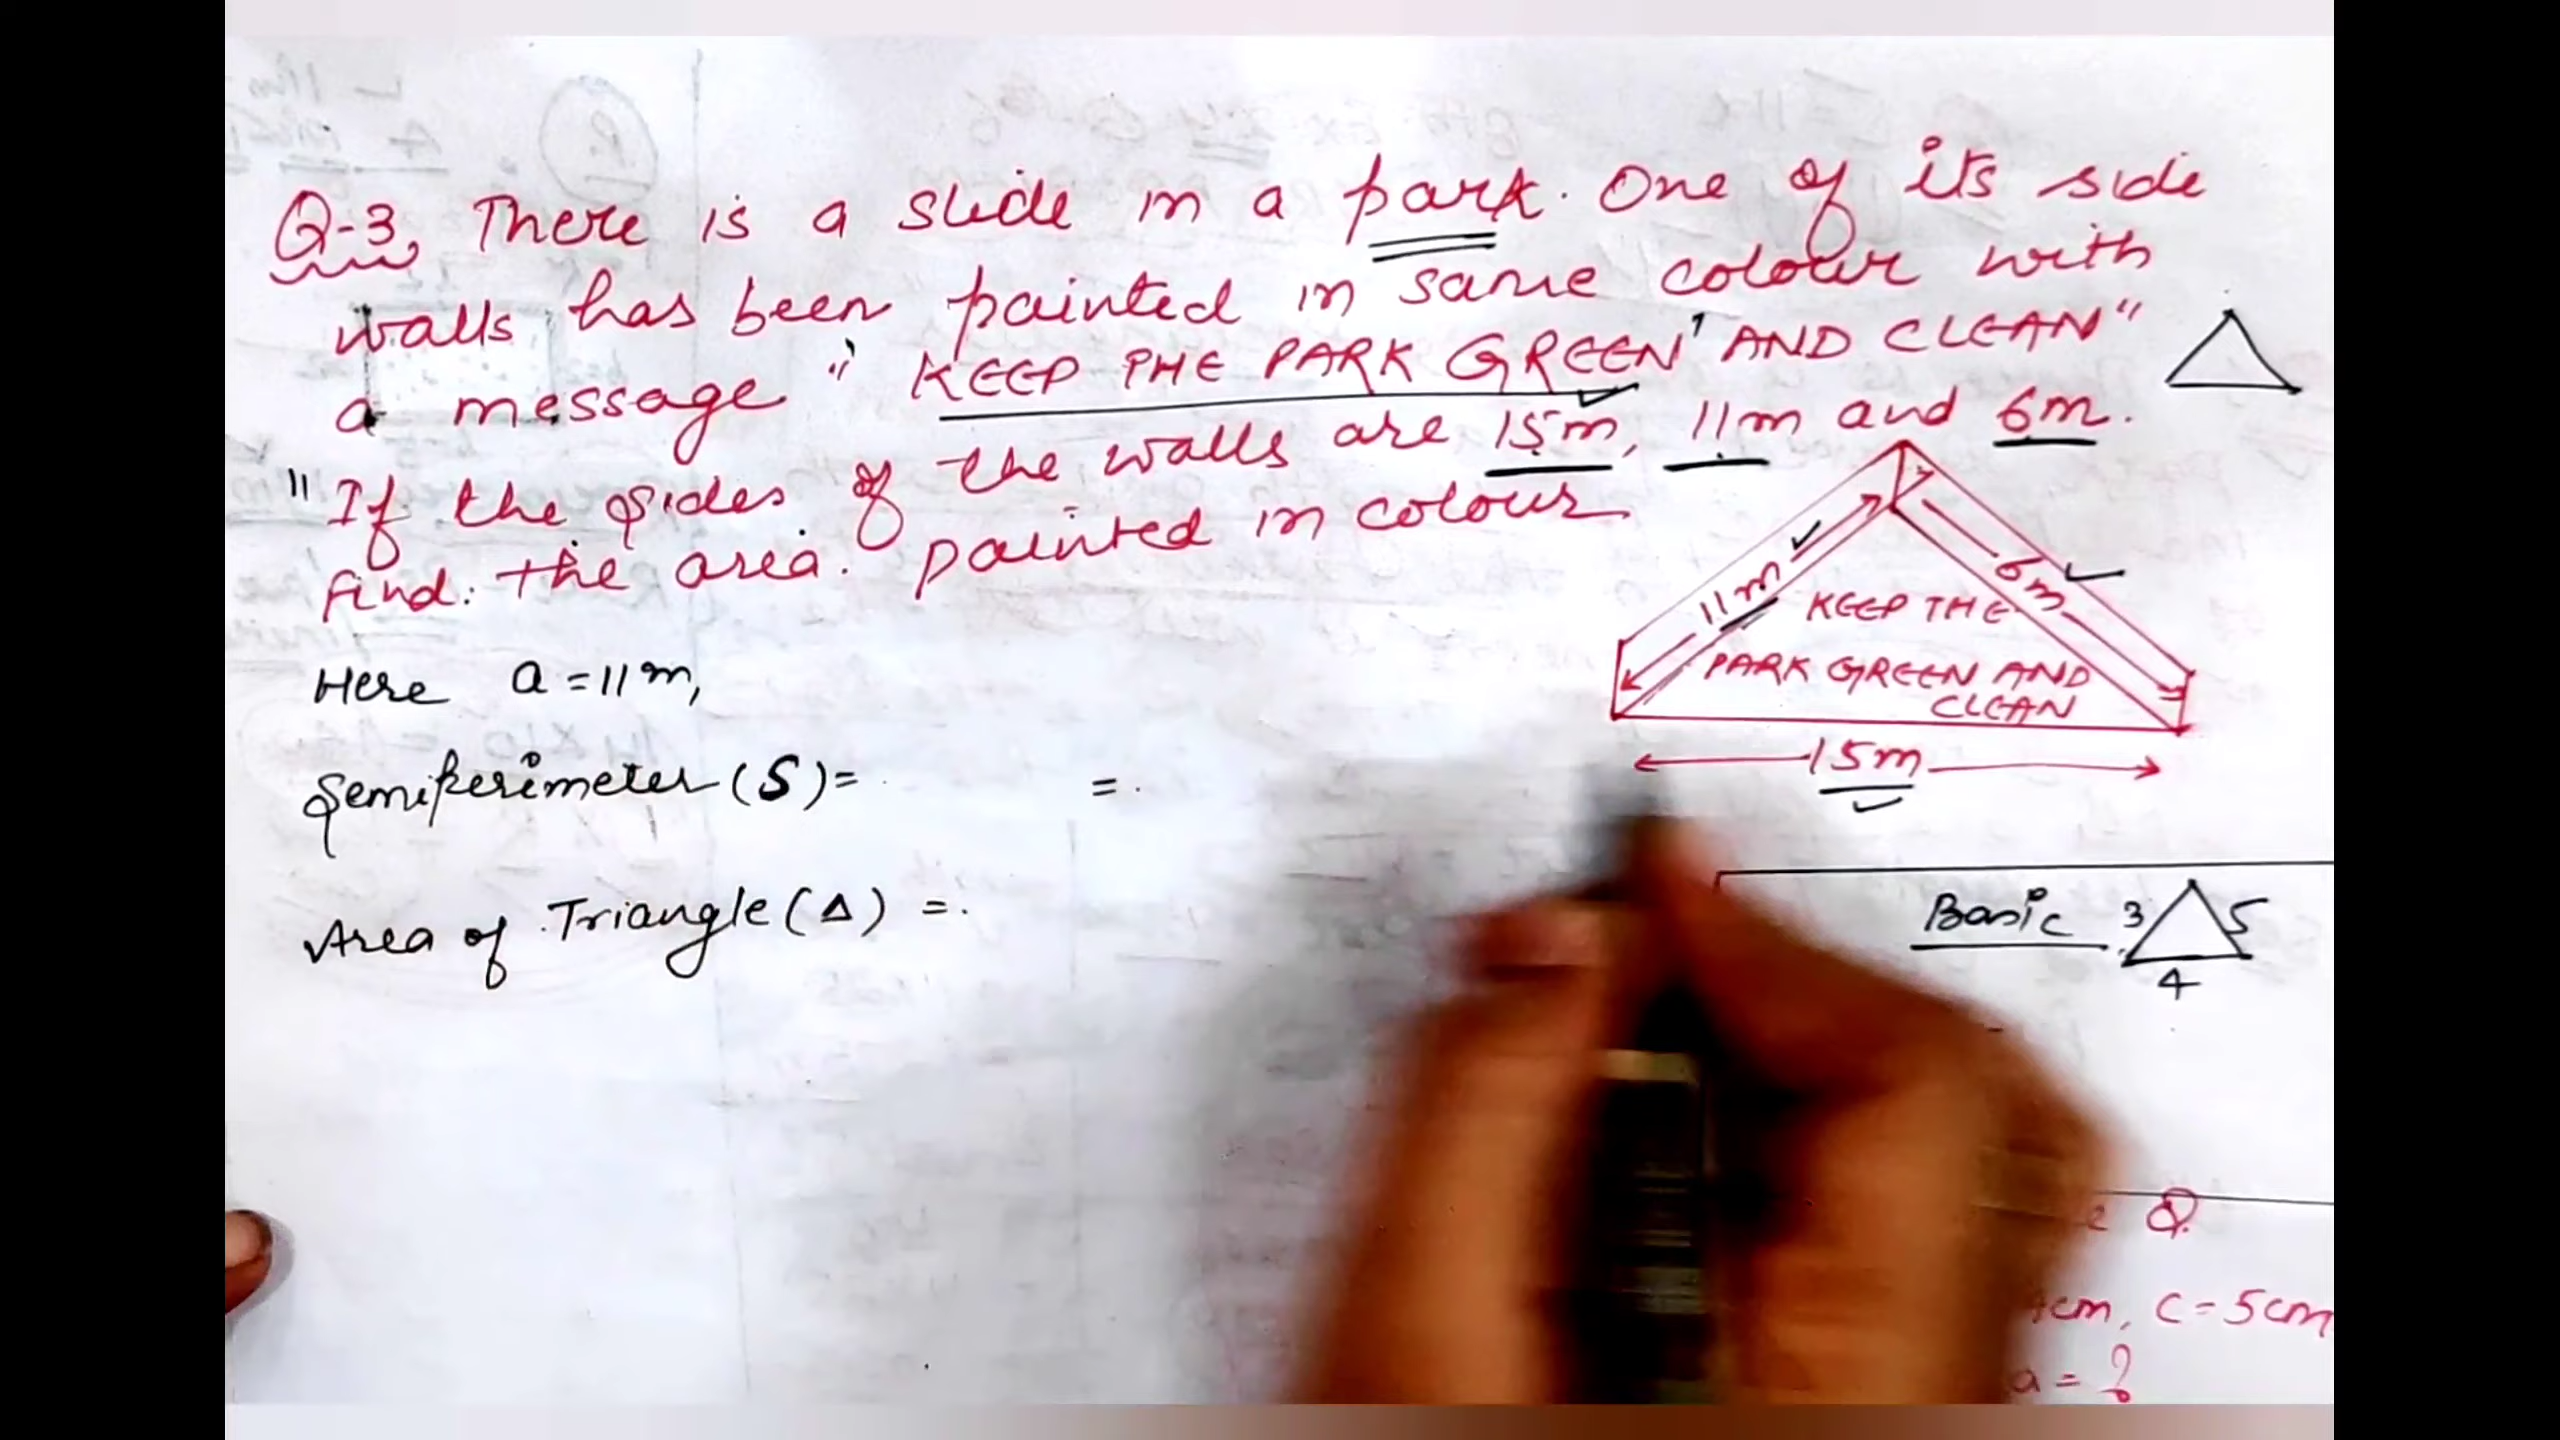 Q-3, There is a slide in a park. One of its side
walls has been painted in same colour with
a message " KEEP THE PARK GREEN' AND CLEAN"
"If the sides of the walls are 15m, 11m and 6m.
find. the area. painted in colour
11m
6m
KEEP THE
PARK GREEN AND
CLEAN
15m
Here a = 11m,
Semiperimeter (S) = =
Area of Triangle (Δ) =
Basic 3 5
4
Q.
cm, C = 5cm
a = ?